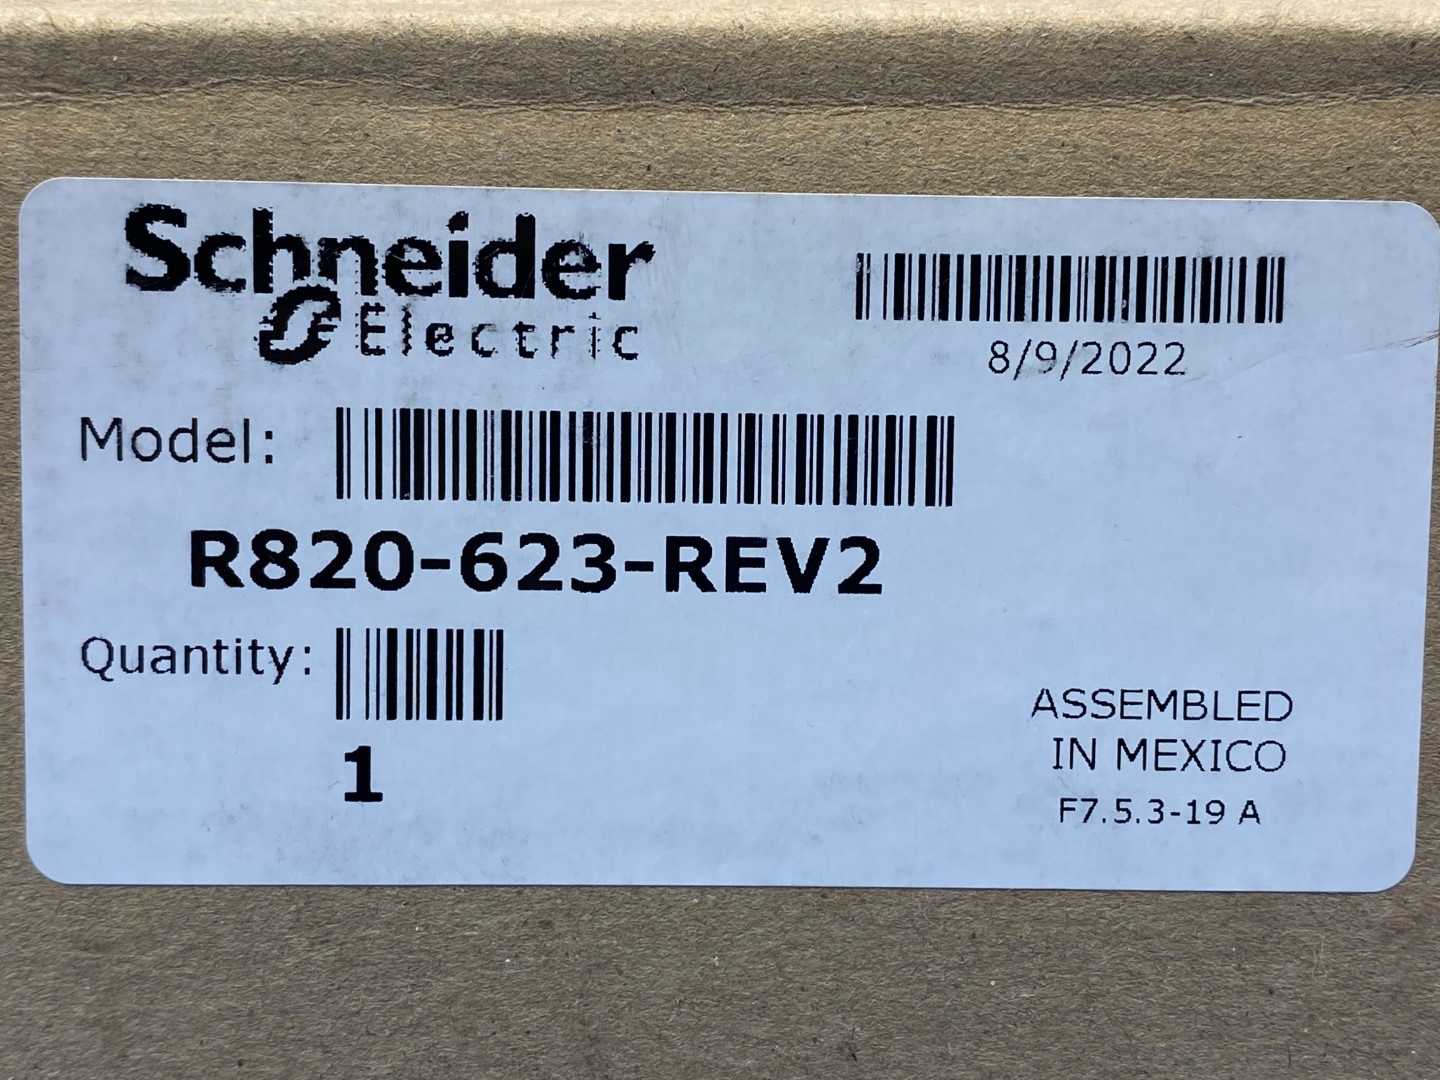 Schneider
Electric
8/9/2022
Model:
R820-623-REV2
Quantity:
1
ASSEMBLED
IN MEXICO
F7.5.3-19 A